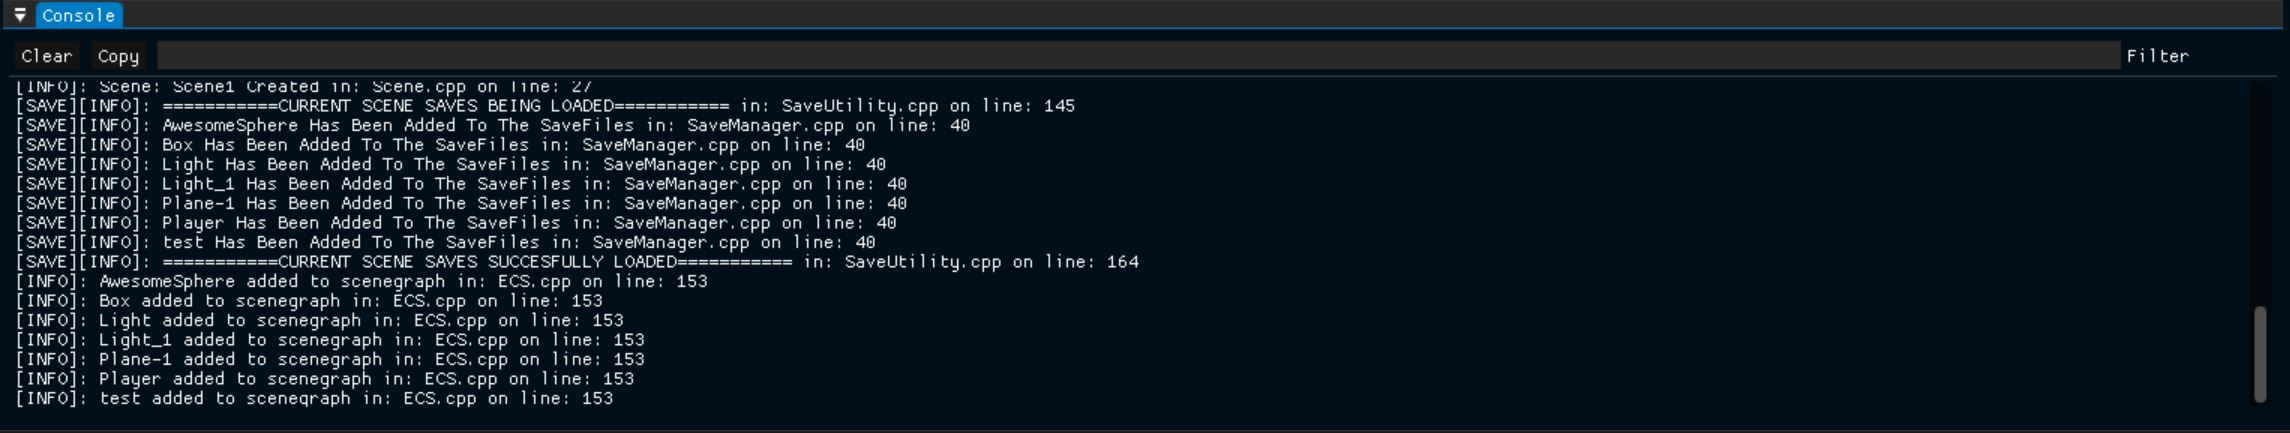 Console
Clear Copy Filter
[INFO]: Scene: Scene1 Created in: Scene.cpp on line: 27
[SAVE][INFO]: ===========CURRENT SCENE SAVES BEING LOADED=========== in: SaveUtility.cpp on line: 145
[SAVE][INFO]: AwesomeSphere Has Been Added To The SaveFiles in: SaveManager.cpp on line: 40
[SAVE][INFO]: Box Has Been Added To The SaveFiles in: SaveManager.cpp on line: 40
[SAVE][INFO]: Light Has Been Added To The SaveFiles in: SaveManager.cpp on line: 40
[SAVE][INFO]: Light_1 Has Been Added To The SaveFiles in: SaveManager.cpp on line: 40
[SAVE][INFO]: Plane-1 Has Been Added To The SaveFiles in: SaveManager.cpp on line: 40
[SAVE][INFO]: Player Has Been Added To The SaveFiles in: SaveManager.cpp on line: 40
[SAVE][INFO]: test Has Been Added To The SaveFiles in: SaveManager.cpp on line: 40
[SAVE][INFO]: ===========CURRENT SCENE SAVES SUCCESFULLY LOADED=========== in: SaveUtility.cpp on line: 164
[INFO]: AwesomeSphere added to scenegraph in: ECS.cpp on line: 153
[INFO]: Box added to scenegraph in: ECS.cpp on line: 153
[INFO]: Light added to scenegraph in: ECS.cpp on line: 153
[INFO]: Light_1 added to scenegraph in: ECS.cpp on line: 153
[INFO]: Plane-1 added to scenegraph in: ECS.cpp on line: 153
[INFO]: Player added to scenegraph in: ECS.cpp on line: 153
[INFO]: test added to scenegraph in: ECS.cpp on line: 153